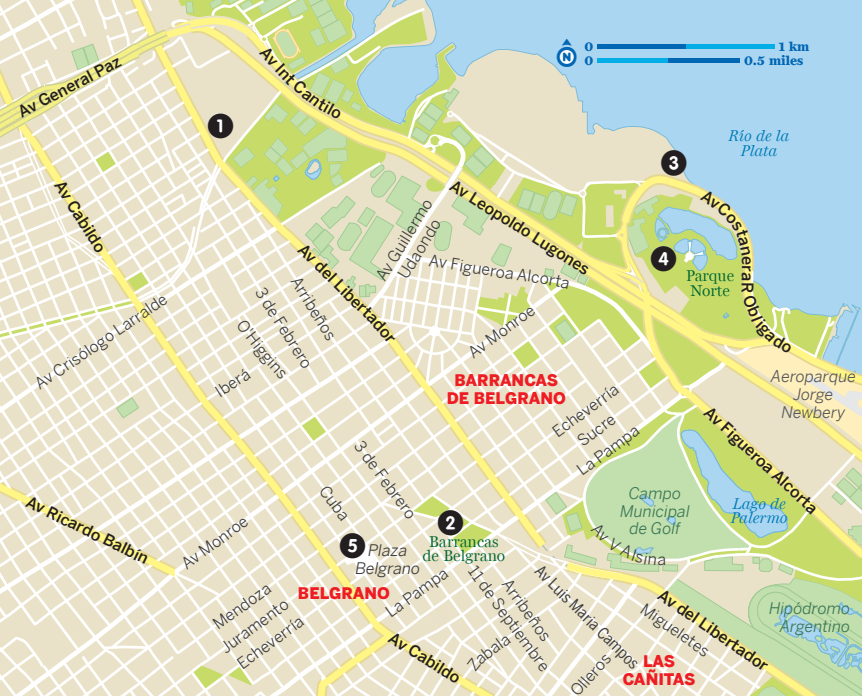 0 1 km
N
0 0.5 miles
Av General Paz
Av Int Cantilo
1
Río de la
Plata
3
Av Cabildo
Av Leopoldo Lugones
Av Costanera R Obligado
Av Guillermo
Udaondo
4
Parque
Norte
Av del Libertador
Av Figueroa Alcorta
Arribeños
3 de Febrero
O'Higgins
Av Crisólogo Larralde
Av Monroe
Iberá
BARRANCAS
DE BELGRANO
Aeroparque
Jorge
Newbery
Echeverría
Sucre
La Pampa
Av Figueroa Alcorta
3 de Febrero
Cuba
Campo
Municipal
de Golf
Lago de
Palermo
Av Ricardo Balbín
Av Monroe
2
Barrancas
de Belgrano
Av V Alsina
5
Plaza
Belgrano
BELGRANO
La Pampa
11 de Septiembre
Arribeños
Av Luis María Campos
Av del Libertador
Hipódromo
Argentino
Mendoza
Juramento
Echeverría
Migueletes
Av Cabildo
Zabala
Olleros
LAS
CAÑITAS